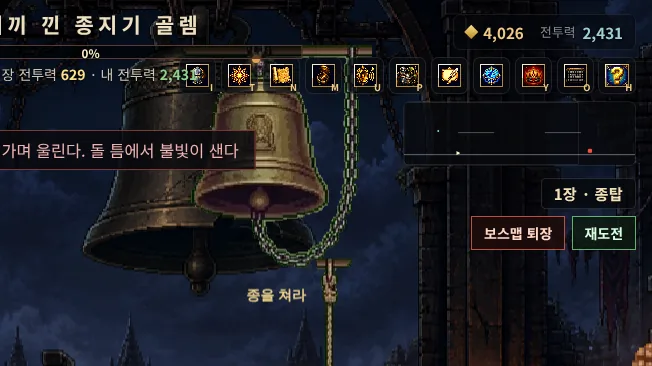 끼 낀 종지기 골렘
4,026 전투력 2,431
0%
장 전투력 629 · 내 전투력 2,431
I N M U P Y O H
가며 울린다. 돌 틈에서 불빛이 샌다
1장 · 종탑
보스맵 퇴장 재도전
종을 쳐라